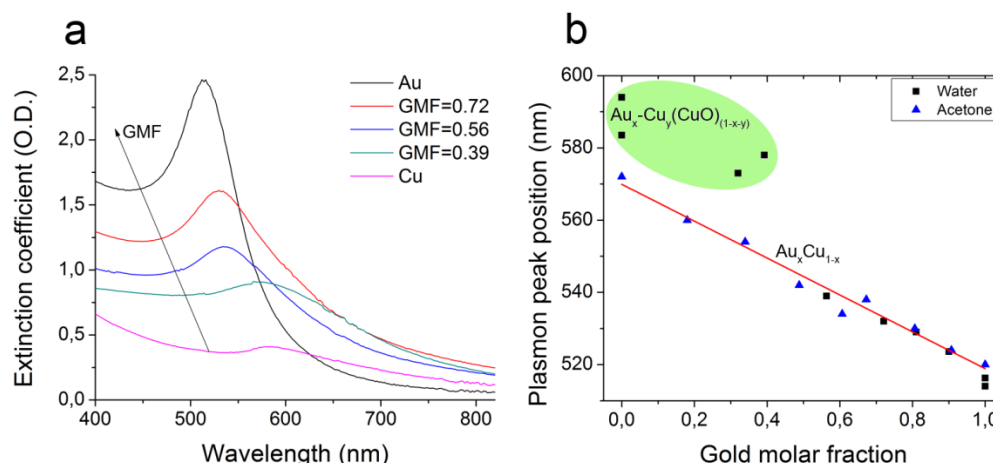 a
Extinction coefficient (O.D.)
2,5
2,0
1,5
1,0
0,5
0,0
400
500
600
700
800
Wavelength (nm)
GMF
Au
GMF=0.72
GMF=0.56
GMF=0.39
Cu
b
Plasmon peak position (nm)
600
580
560
540
520
0,0
0,2
0,4
0,6
0,8
1,0
Gold molar fraction
Water
Acetone
Auₓ-Cuᵧ(CuO)₍₁₋ₓ₋ᵧ₎
AuₓCu₁₋ₓ